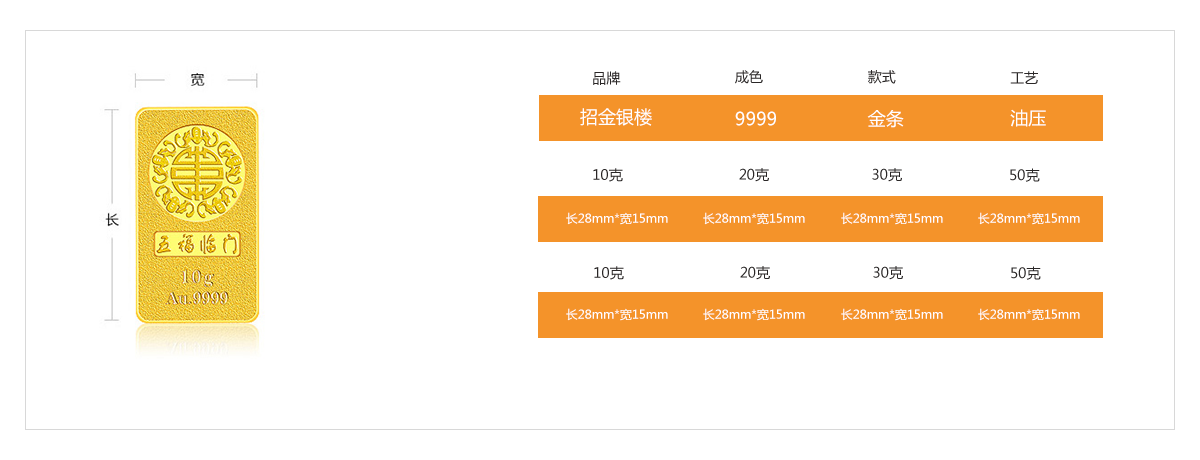 宽
长
五福临门
10g
Au.9999
品牌 成色 款式 工艺
招金银楼 9999 金条 油压
10克 20克 30克 50克
长28mm*宽15mm 长28mm*宽15mm 长28mm*宽15mm 长28mm*宽15mm
10克 20克 30克 50克
长28mm*宽15mm 长28mm*宽15mm 长28mm*宽15mm 长28mm*宽15mm